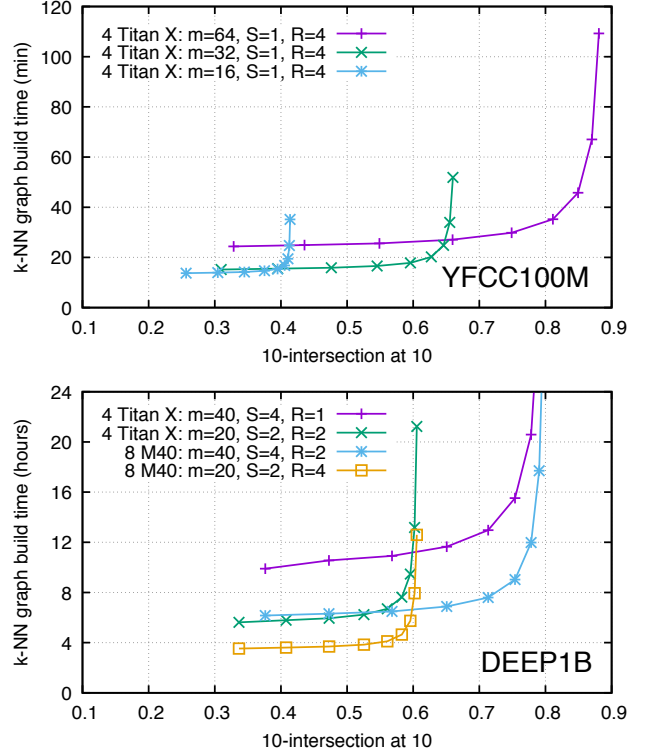 120
100
80
60
40
20
0
k-NN graph build time (min)
4 Titan X: m=64, S=1, R=4
4 Titan X: m=32, S=1, R=4
4 Titan X: m=16, S=1, R=4
YFCC100M
0.1 0.2 0.3 0.4 0.5 0.6 0.7 0.8 0.9
10-intersection at 10
24
20
16
12
8
4
0
k-NN graph build time (hours)
4 Titan X: m=40, S=4, R=1
4 Titan X: m=20, S=2, R=2
8 M40: m=40, S=4, R=2
8 M40: m=20, S=2, R=4
DEEP1B
0.1 0.2 0.3 0.4 0.5 0.6 0.7 0.8 0.9
10-intersection at 10